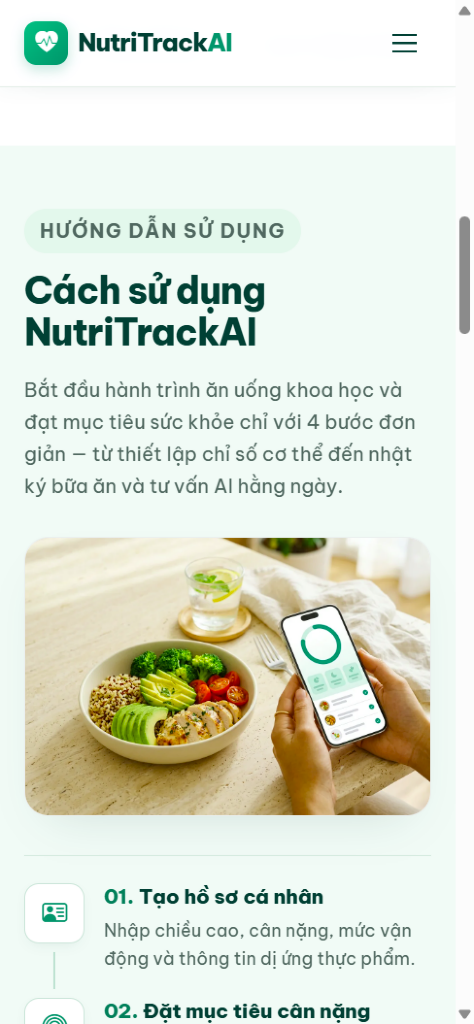 NutriTrackAI
HƯỚNG DẪN SỬ DỤNG
Cách sử dụng
NutriTrackAI
Bắt đầu hành trình ăn uống khoa học và
đạt mục tiêu sức khỏe chỉ với 4 bước đơn
giản — từ thiết lập chỉ số cơ thể đến nhật
ký bữa ăn và tư vấn AI hằng ngày.
01. Tạo hồ sơ cá nhân
Nhập chiều cao, cân nặng, mức vận
động và thông tin dị ứng thực phẩm.
02. Đặt mục tiêu cân nặng